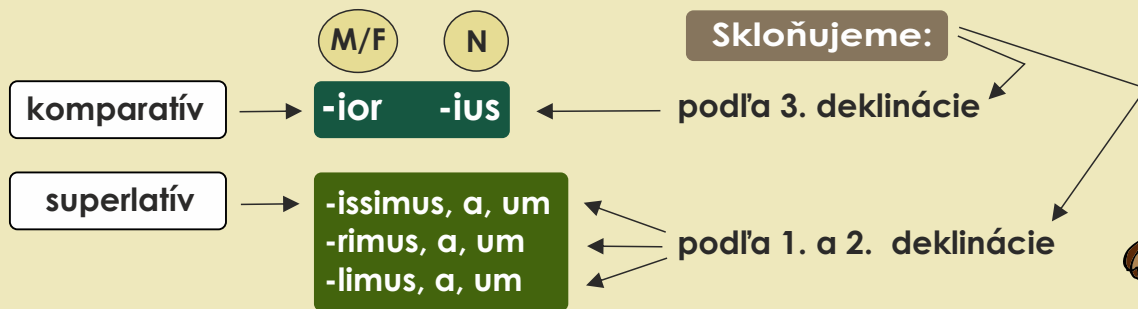 M/F N Skloňujeme:
komparatív -ior -ius podľa 3. deklinácie
superlatív -issimus, a, um
-rimus, a, um podľa 1. a 2. deklinácie
-limus, a, um